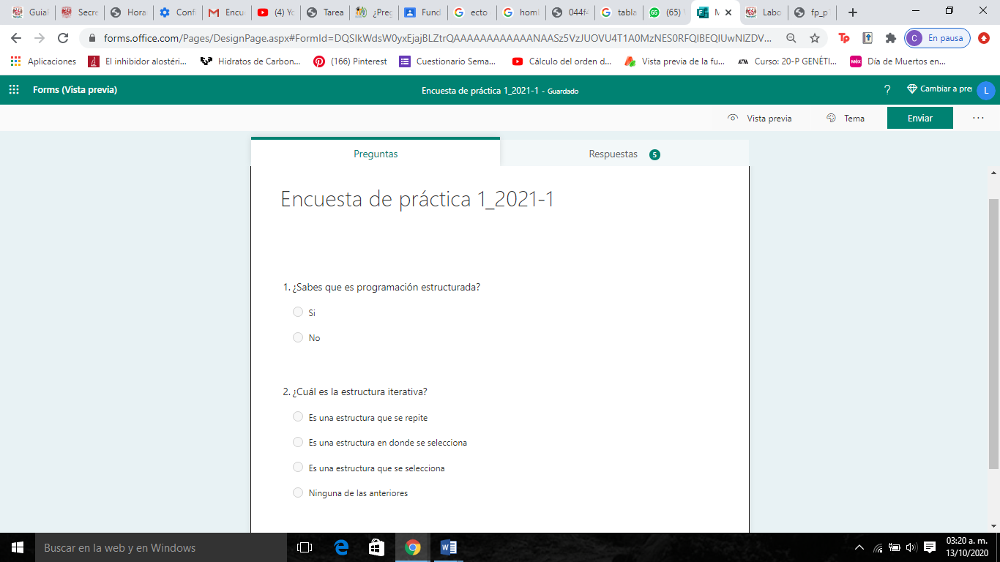 Guial
Secre
Hora
Confi
Encu
(4) Yo
Tarea
¿Preg
Fund
ecto
hom
044f
tabla
(65)
Labo
fp_p
forms.office.com/Pages/DesignPage.aspx#FormId=
En pausa
Aplicaciones
El inhibidor alostéri...
Hidratos de Carbon...
(166) Pinterest
Cuestionario Sema...
Cálculo del orden d...
Vista previa de la fu...
Curso: 20-P GENÉTI...
Día de Muertos en...
Forms (Vista previa)
Encuesta de práctica 1_2021-1 - Guardado
?
Cambiar a prei
L
Vista previa
Tema
Enviar
...
Preguntas
Respuestas 5
Encuesta de práctica 1_2021-1
1. ¿Sabes que es programación estructurada?
Si
No
2. ¿Cuál es la estructura iterativa?
Es una estructura que se repite
Es una estructura en donde se selecciona
Es una estructura que se selecciona
Ninguna de las anteriores
Buscar en la web y en Windows
03:20 a. m.
13/10/2020